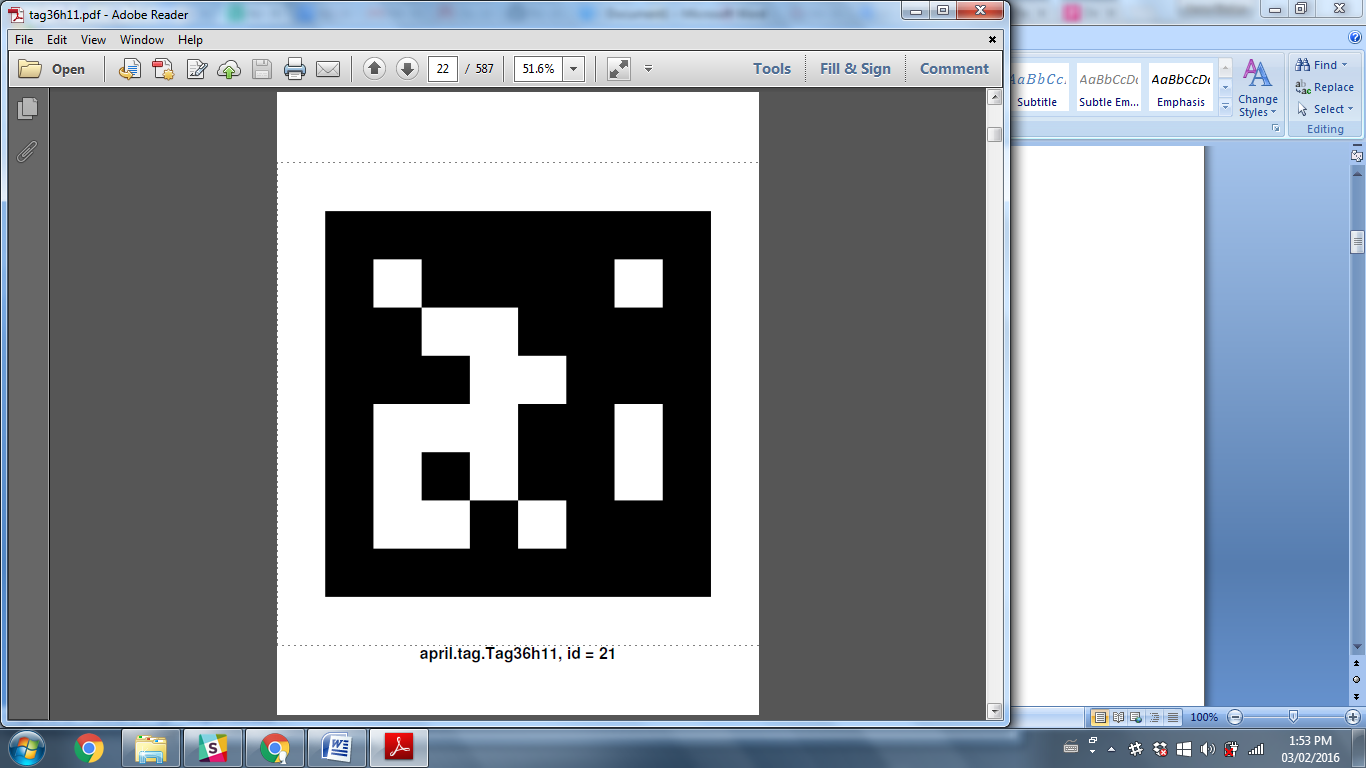 tag36h11.pdf - Adobe Reader
File Edit View Window Help
Open 22 / 587 51.6% Tools Fill & Sign Comment
april.tag.Tag36h11, id = 21
AaBbCc. AaBbCcDc AaBbCcDc
Subtitle Subtle Em... Emphasis
Change Styles
Find
Replace
Select
Editing
100%
1:53 PM
03/02/2016